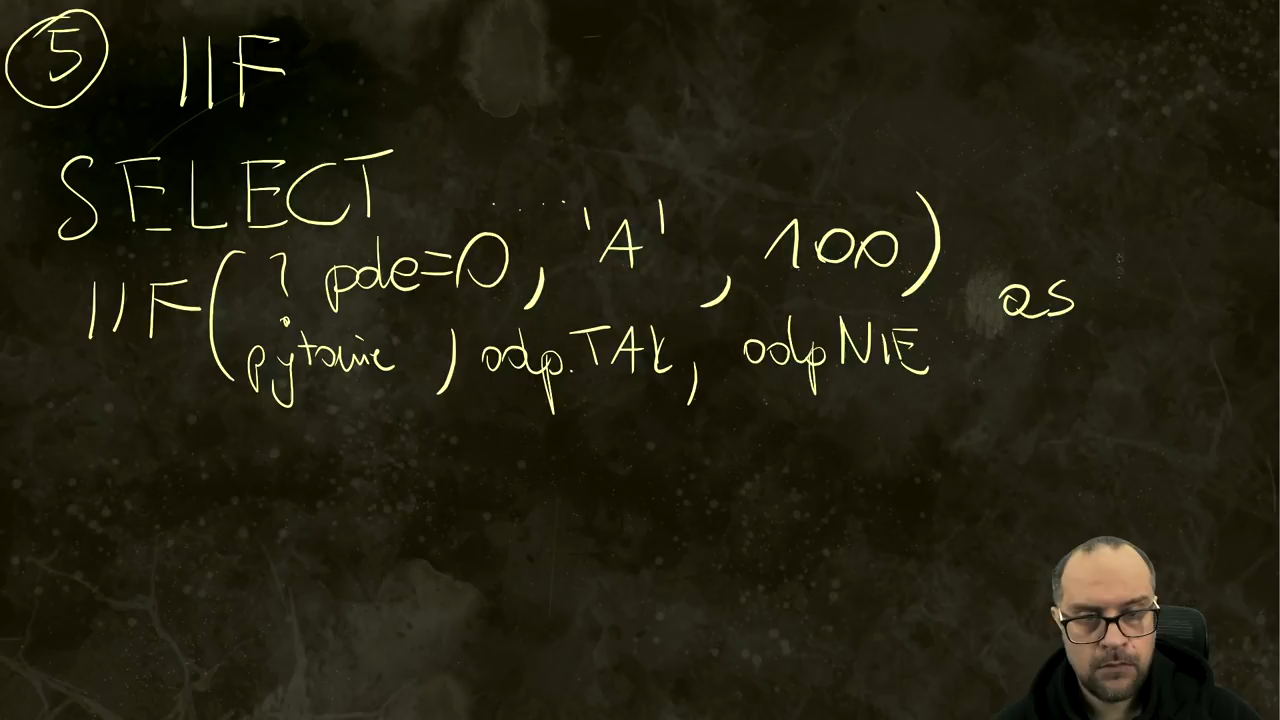 5 IIF
SELECT
IIF( ? pole=0, 'A', 100) as
pytanie, odp. TAK, odp NIE